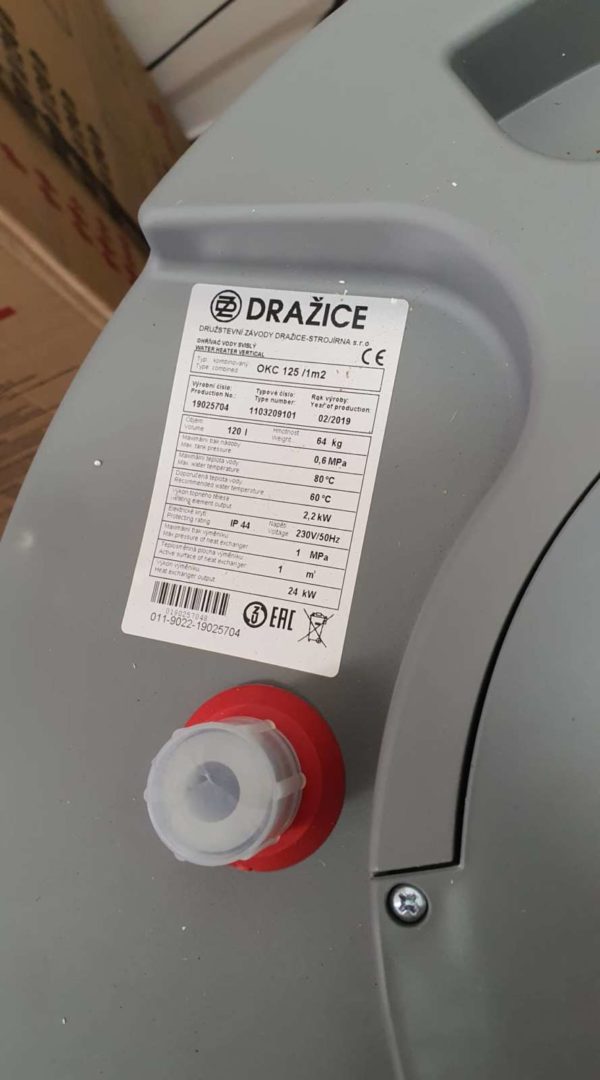 DZ DRAŽICE
DRUŽSTEVNÍ ZÁVODY DRAŽICE-STROJÍRNA s.r.o.
OHŘÍVAČ VODY SVISLÝ
WATER HEATER VERTICAL
CE
Typ: kombinovaný
Type: combined
OKC 125 /1m2
Výrobní číslo: Typové číslo: Rok výroby:
Production No.: Type number: Year of production:
19025704 1103209101 02/2019
Objem Hmotnost
Volume 120 l Weight 64 kg
Maximální tlak nádoby
Max. tank pressure 0,6 MPa
Maximální teplota vody
Max. water temperature 80 °C
Doporučená teplota vody
Recommended water temperature 60 °C
Výkon topného tělesa
Heating element output 2,2 kW
Elektrické krytí Napětí
Protecting rating IP 44 Voltage 230V/50Hz
Maximální tlak výměníku
Max pressure of heat exchanger 1 MPa
Teplosměnná plocha výměníku
Active surface of heat exchanger 1 m²
Výkon výměníku
Heat exchanger output 24 kW
011-9022-19025704
EAC